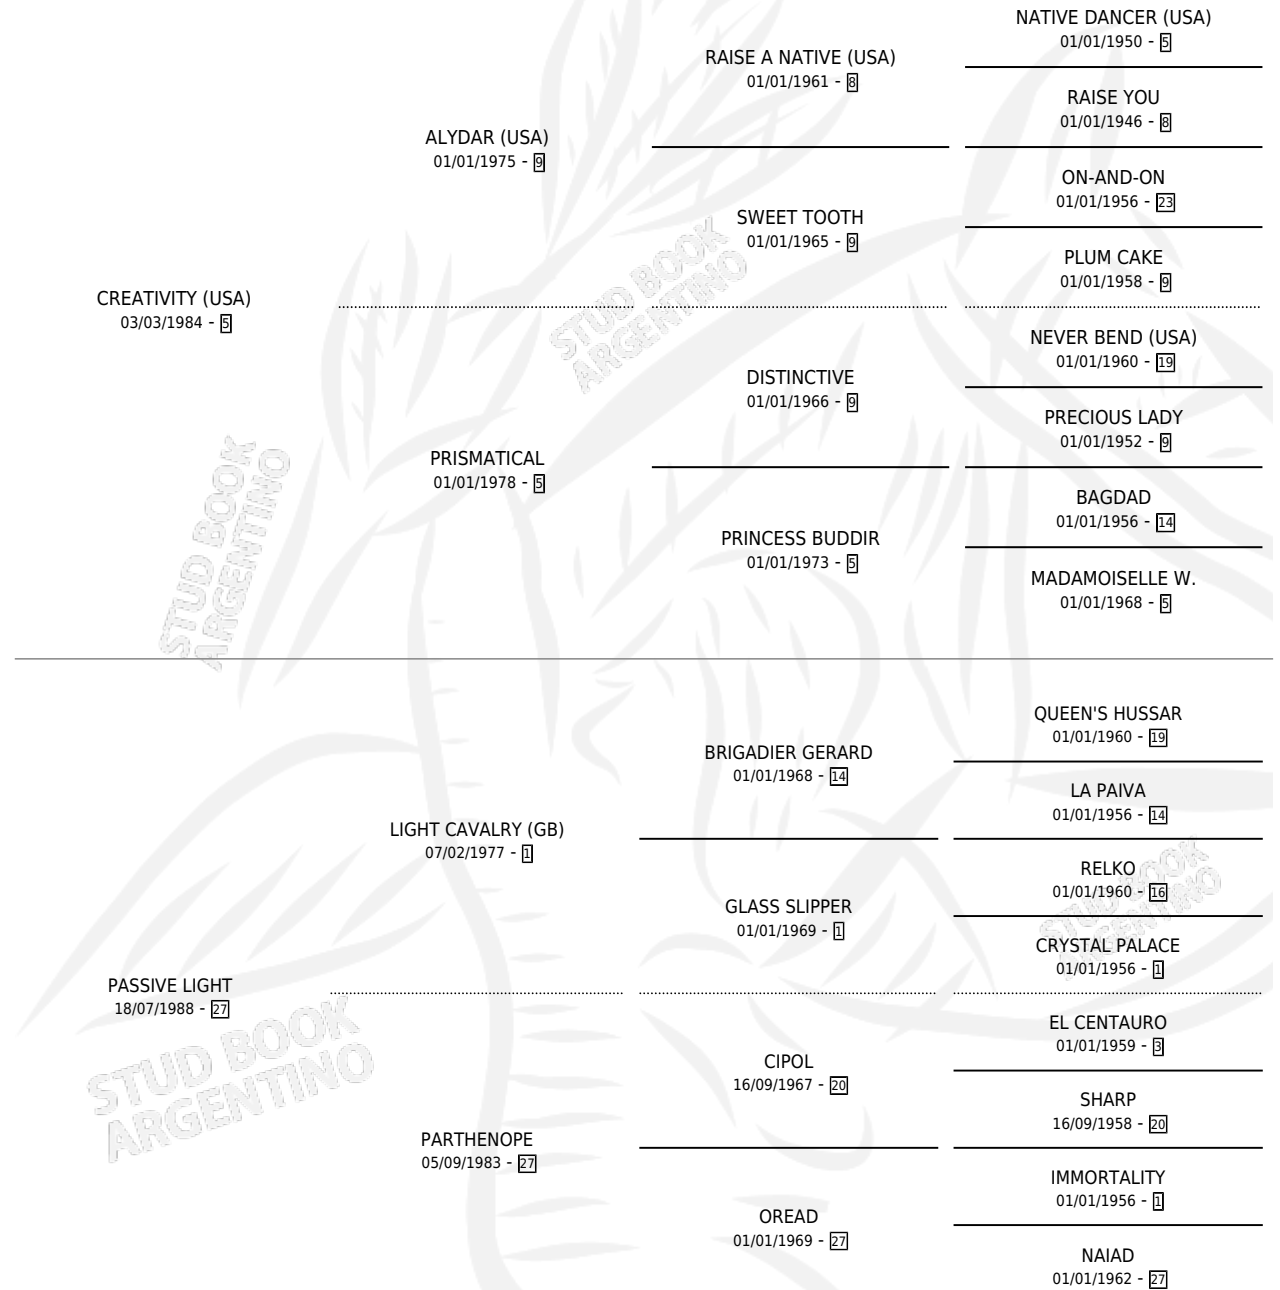 NATIVE DANCER (USA)
01/01/1950 - 5
RAISE A NATIVE (USA)
01/01/1961 - 8
RAISE YOU
01/01/1946 - 8
ALYDAR (USA)
01/01/1975 - 9
ON-AND-ON
01/01/1956 - 23
SWEET TOOTH
01/01/1965 - 9
PLUM CAKE
01/01/1958 - 9
CREATIVITY (USA)
03/03/1984 - 5
STUD BOOK
ARGENTINO
NEVER BEND (USA)
01/01/1960 - 19
DISTINCTIVE
01/01/1966 - 9
PRECIOUS LADY
01/01/1952 - 9
PRISMATICAL
01/01/1978 - 5
BAGDAD
01/01/1956 - 14
PRINCESS BUDDIR
01/01/1973 - 5
MADAMOISELLE W.
01/01/1968 - 5
STUD BOOK
ARGENTINO
QUEEN'S HUSSAR
01/01/1960 - 19
BRIGADIER GERARD
01/01/1968 - 14
LA PAIVA
01/01/1956 - 14
LIGHT CAVALRY (GB)
07/02/1977 - 1
RELKO
01/01/1960 - 16
GLASS SLIPPER
01/01/1969 - 1
STUD BOOK
ARGENTINO
CRYSTAL PALACE
01/01/1956 - 1
PASSIVE LIGHT
18/07/1988 - 27
STUD BOOK
ARGENTINO
EL CENTAURO
01/01/1959 - 3
CIPOL
16/09/1967 - 20
SHARP
16/09/1958 - 20
PARTHENOPE
05/09/1983 - 27
IMMORTALITY
01/01/1956 - 1
OREAD
01/01/1969 - 27
NAIAD
01/01/1962 - 27